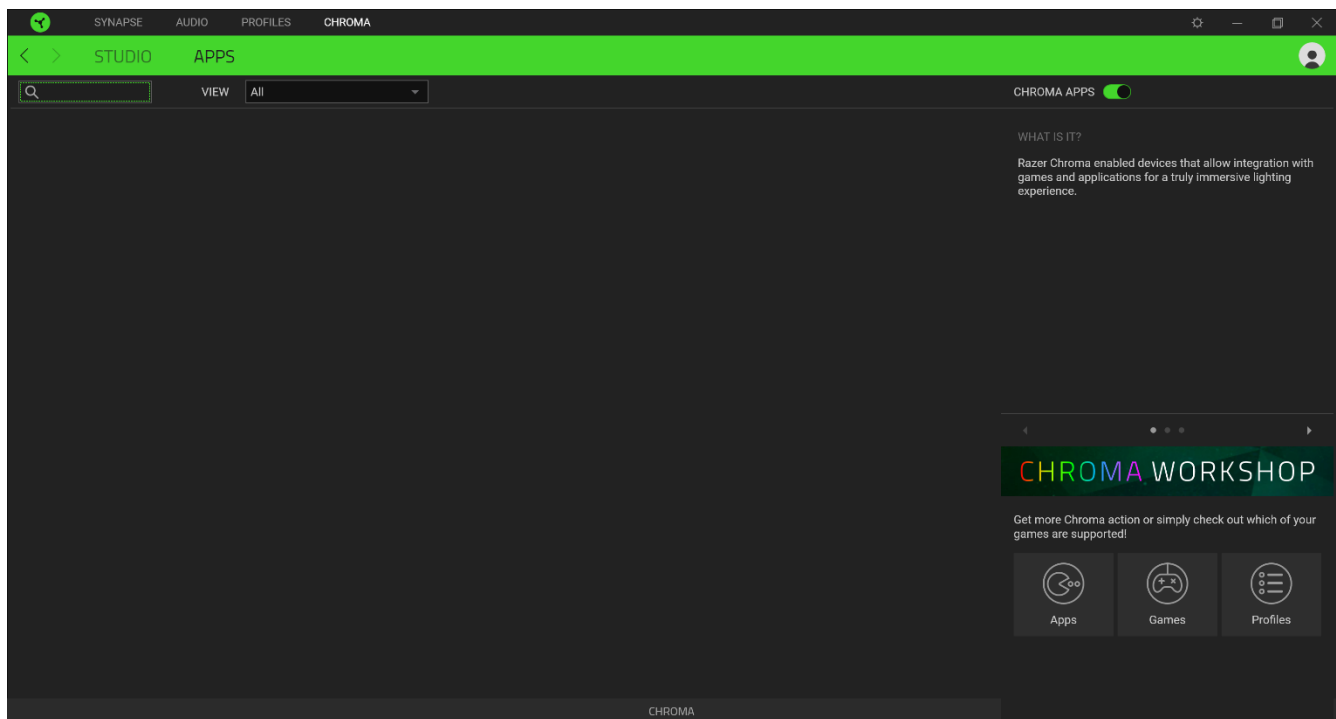 SYNAPSE AUDIO PROFILES CHROMA
STUDIO APPS
VIEW All
CHROMA APPS
WHAT IS IT?
Razer Chroma enabled devices that allow integration with
games and applications for a truly immersive lighting
experience.
CHROMA WORKSHOP
Get more Chroma action or simply check out which of your
games are supported!
Apps Games Profiles
CHROMA